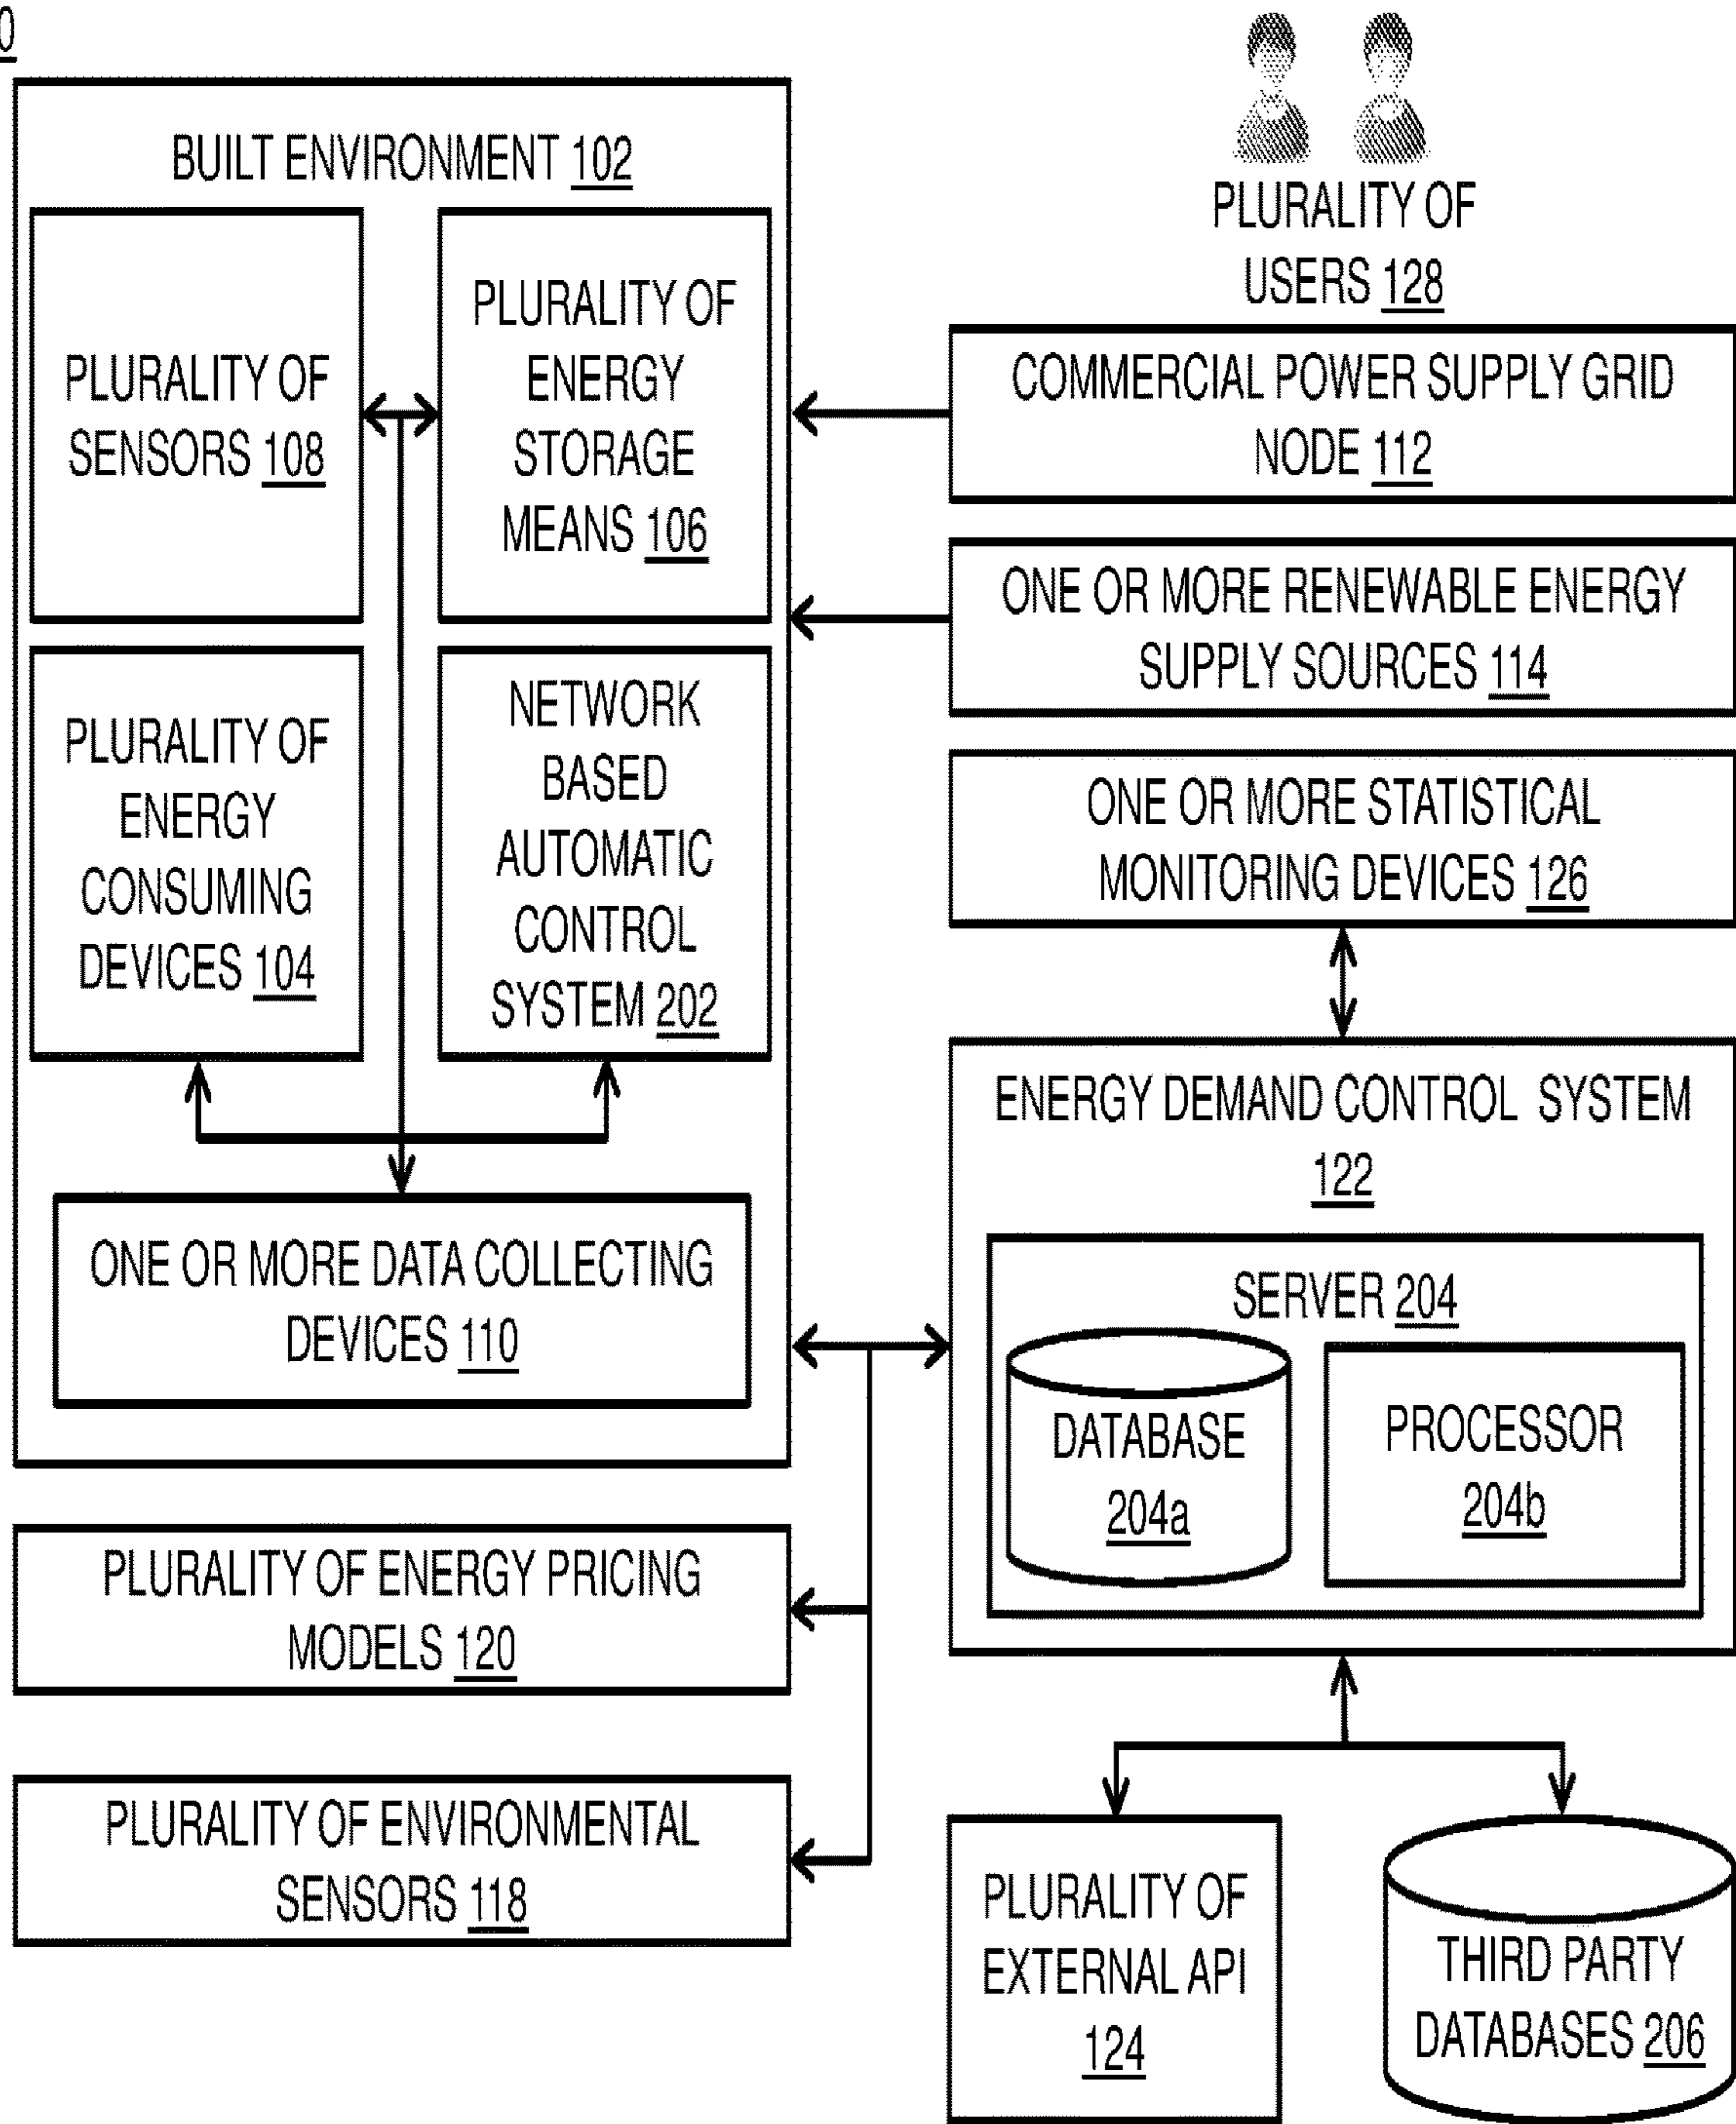 0
BUILT ENVIRONMENT 102
PLURALITY OF
SENSORS 108
PLURALITY OF
ENERGY
STORAGE
MEANS 106
PLURALITY OF
ENERGY
CONSUMING
DEVICES 104
NETWORK
BASED
AUTOMATIC
CONTROL
SYSTEM 202
ONE OR MORE DATA COLLECTING
DEVICES 110
PLURALITY OF ENERGY PRICING
MODELS 120
PLURALITY OF ENVIRONMENTAL
SENSORS 118
PLURALITY OF
USERS 128
COMMERCIAL POWER SUPPLY GRID
NODE 112
ONE OR MORE RENEWABLE ENERGY
SUPPLY SOURCES 114
ONE OR MORE STATISTICAL
MONITORING DEVICES 126
ENERGY DEMAND CONTROL SYSTEM
122
SERVER 204
DATABASE
204a
PROCESSOR
204b
PLURALITY OF
EXTERNAL API
124
THIRD PARTY
DATABASES 206